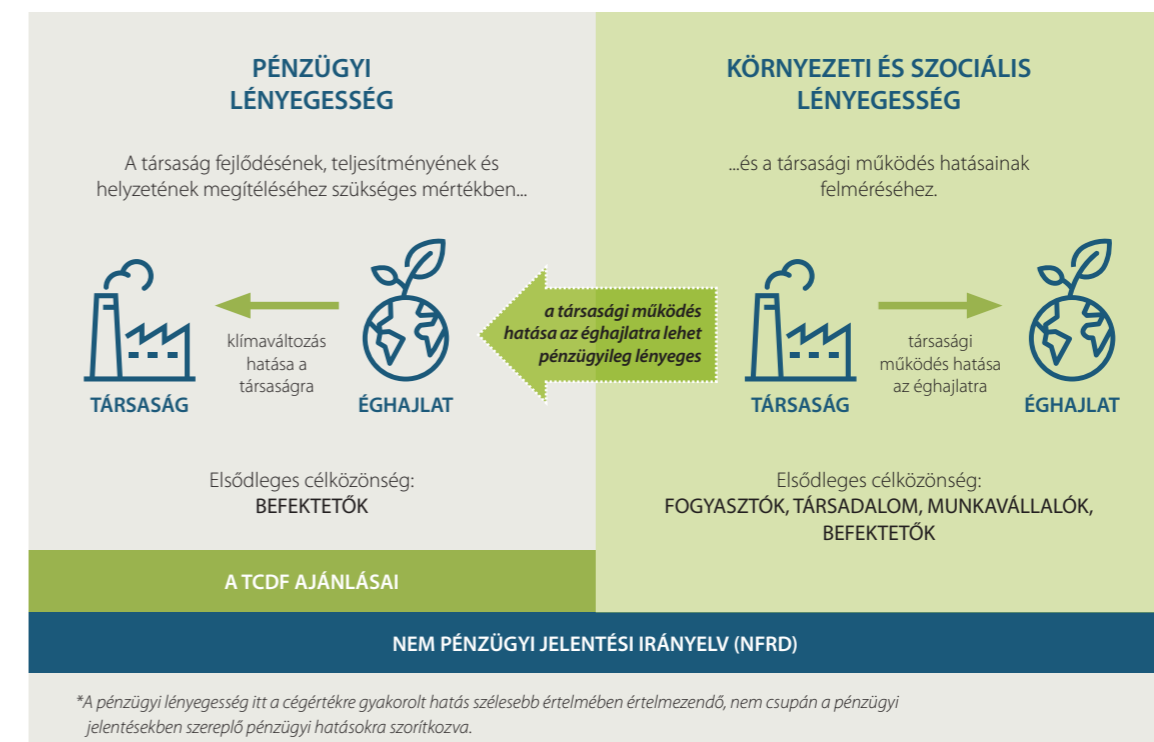 PÉNZÜGYI
LÉNYEGESSÉG
A társaság fejlődésének, teljesítményének és
helyzetének megítéléséhez szükséges mértékben...
klímaváltozás
hatása a
társaságra
TÁRSASÁG
ÉGHAJLAT
Elsődleges célközönség:
BEFEKTETŐK
a társasági működés
hatása az éghajlatra lehet
pénzügyileg lényeges
KÖRNYEZETI ÉS SZOCIÁLIS
LÉNYEGESSÉG
...és a társasági működés hatásainak
felméréséhez.
társasági
működés hatása
az éghajlatra
TÁRSASÁG
ÉGHAJLAT
Elsődleges célközönség:
FOGYASZTÓK, TÁRSADALOM, MUNKAVÁLLALÓK,
BEFEKTETŐK
A TCDF AJÁNLÁSAI
NEM PÉNZÜGYI JELENTÉSI IRÁNYELV (NFRD)
*A pénzügyi lényegesség itt a cégértékre gyakorolt hatás szélesebb értelmében értelmezendő, nem csupán a pénzügyi
jelentésekben szereplő pénzügyi hatásokra szorítkozva.